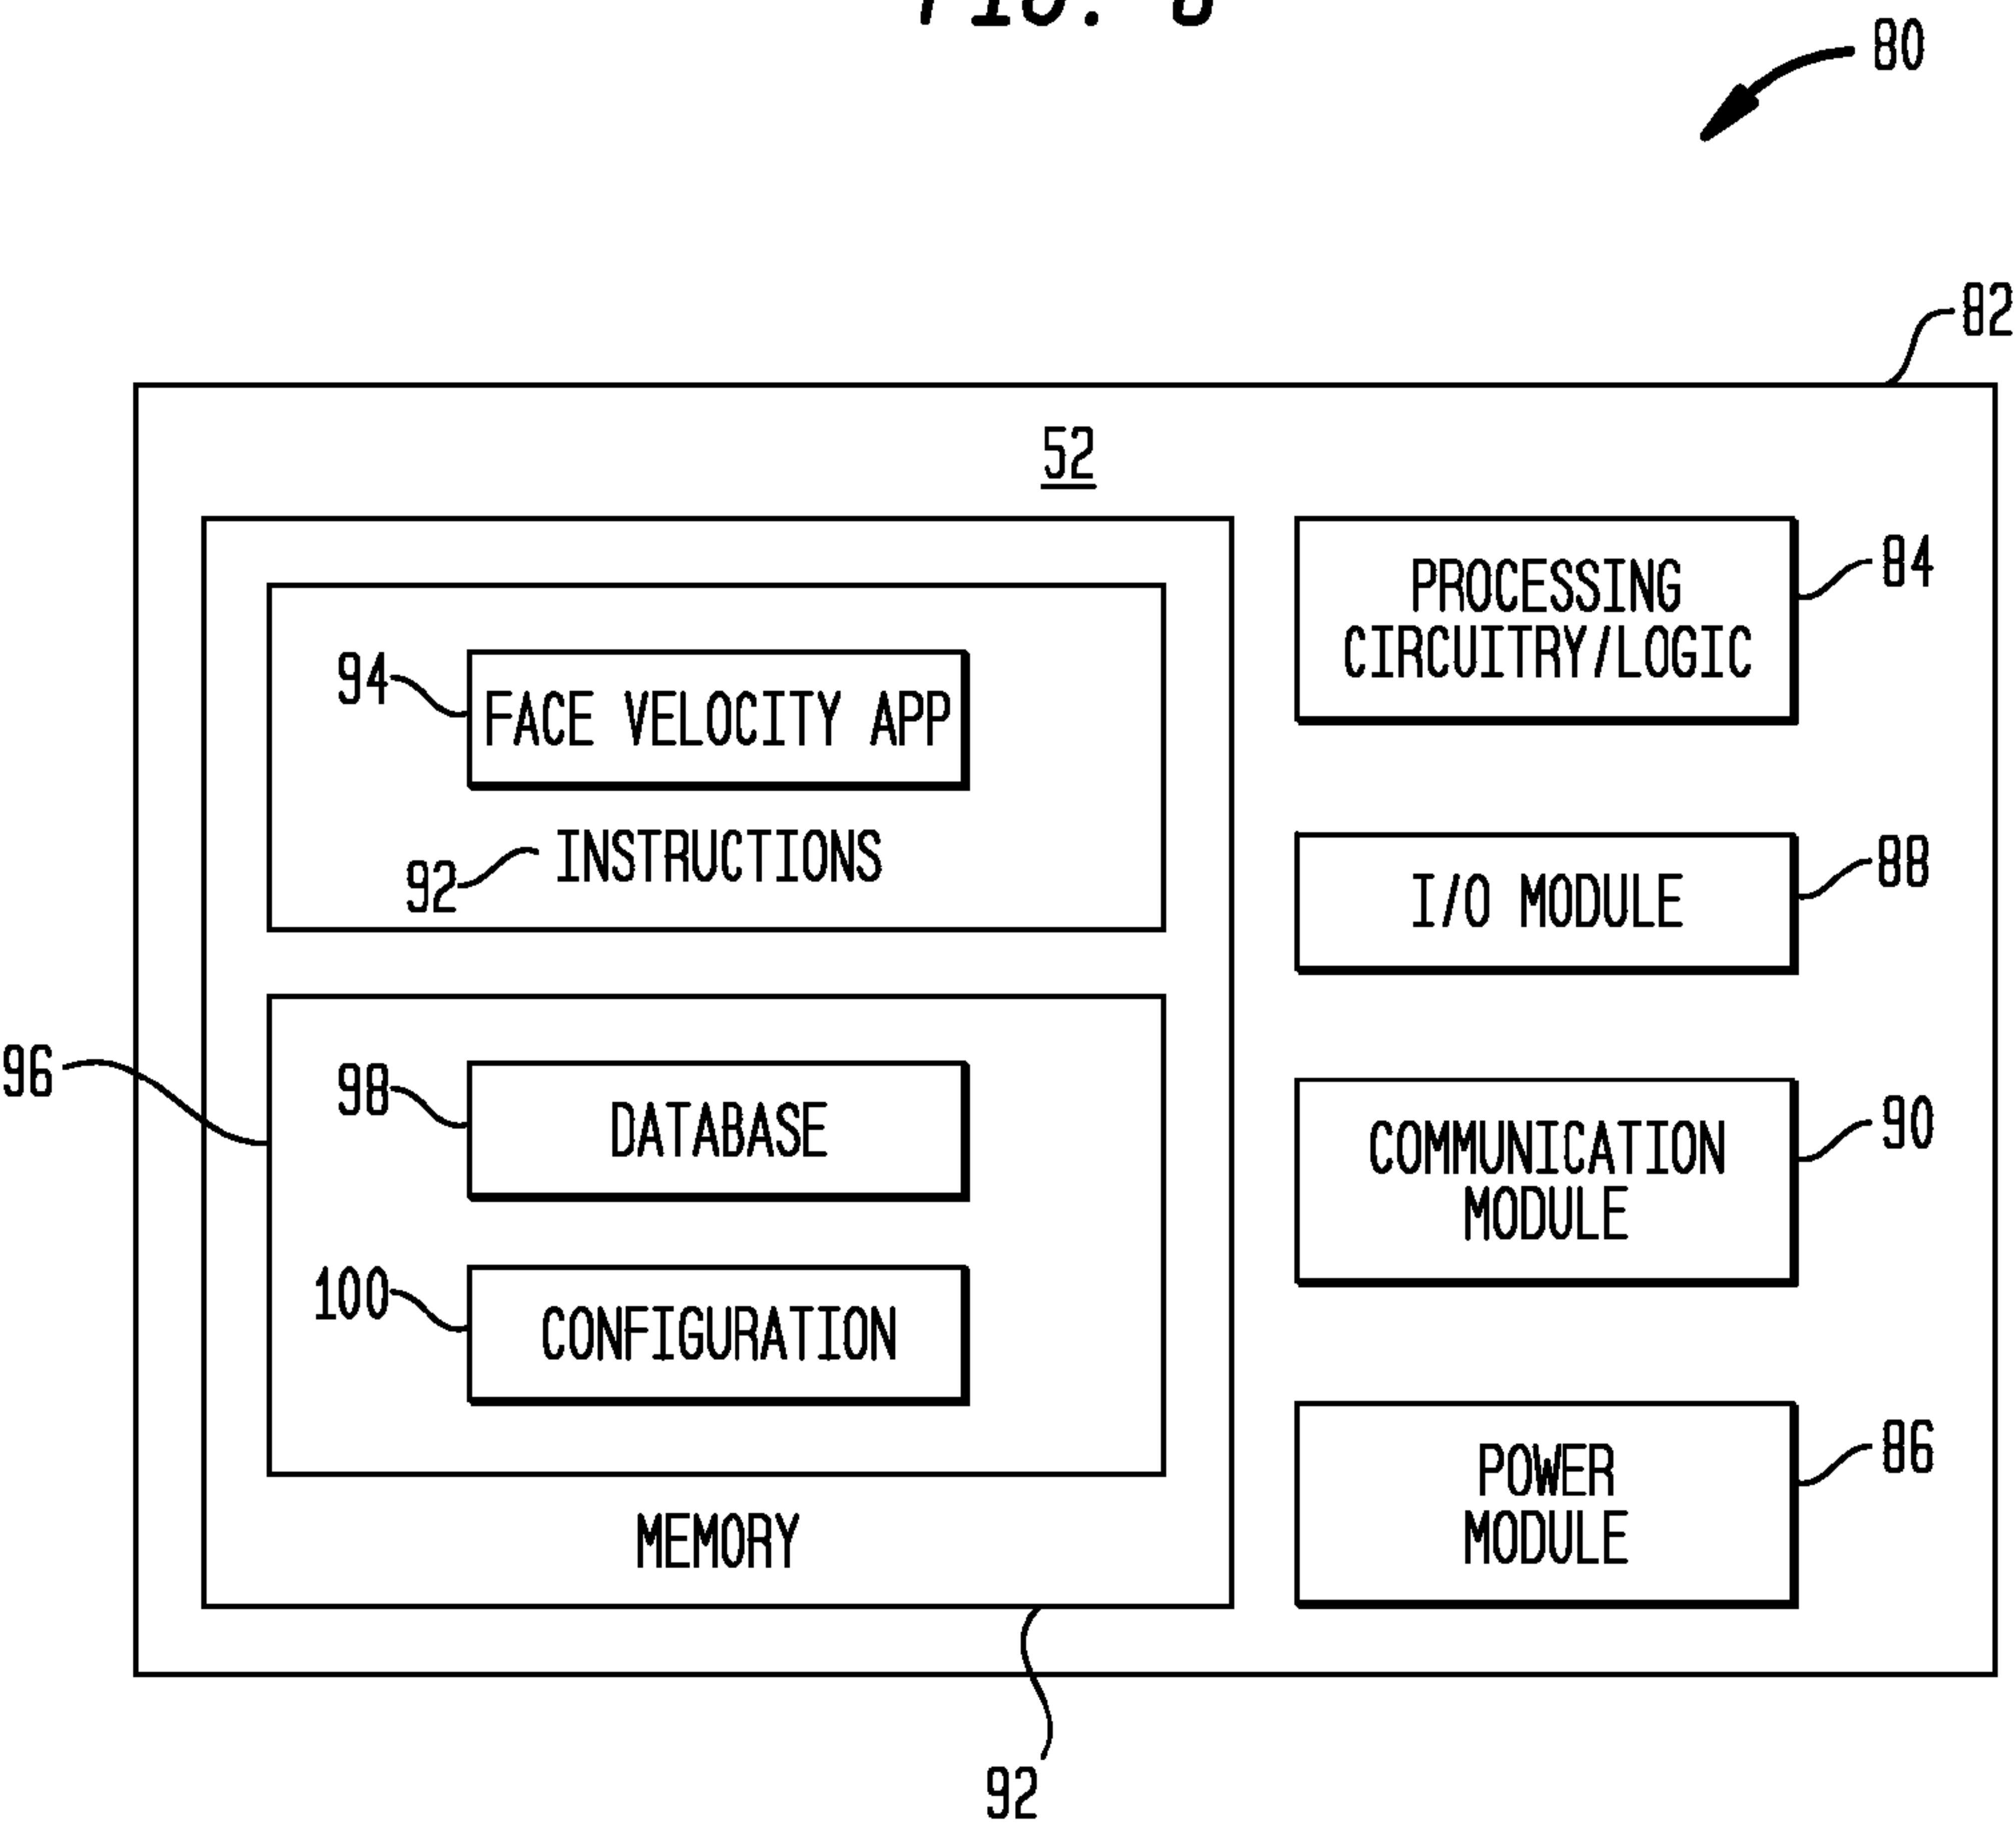 FIG.
80
82
52
PROCESSING
CIRCUITRY/LOGIC
84
94
FACE VELOCITY APP
92
INSTRUCTIONS
I/O MODULE
88
96
98
DATABASE
COMMUNICATION
MODULE
90
100
CONFIGURATION
POWER
MODULE
86
MEMORY
92